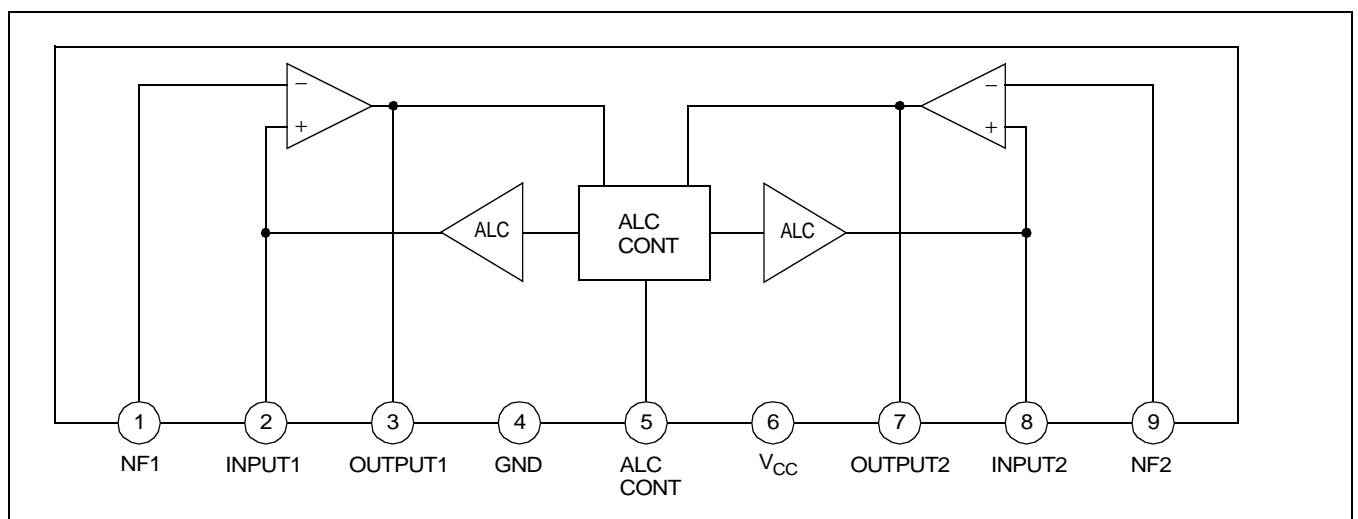 −
+
−
+
ALC
ALC
CONT
ALC
1
2
3
4
5
6
7
8
9
NF1
INPUT1
OUTPUT1
GND
ALC
CONT
VCC
OUTPUT2
INPUT2
NF2